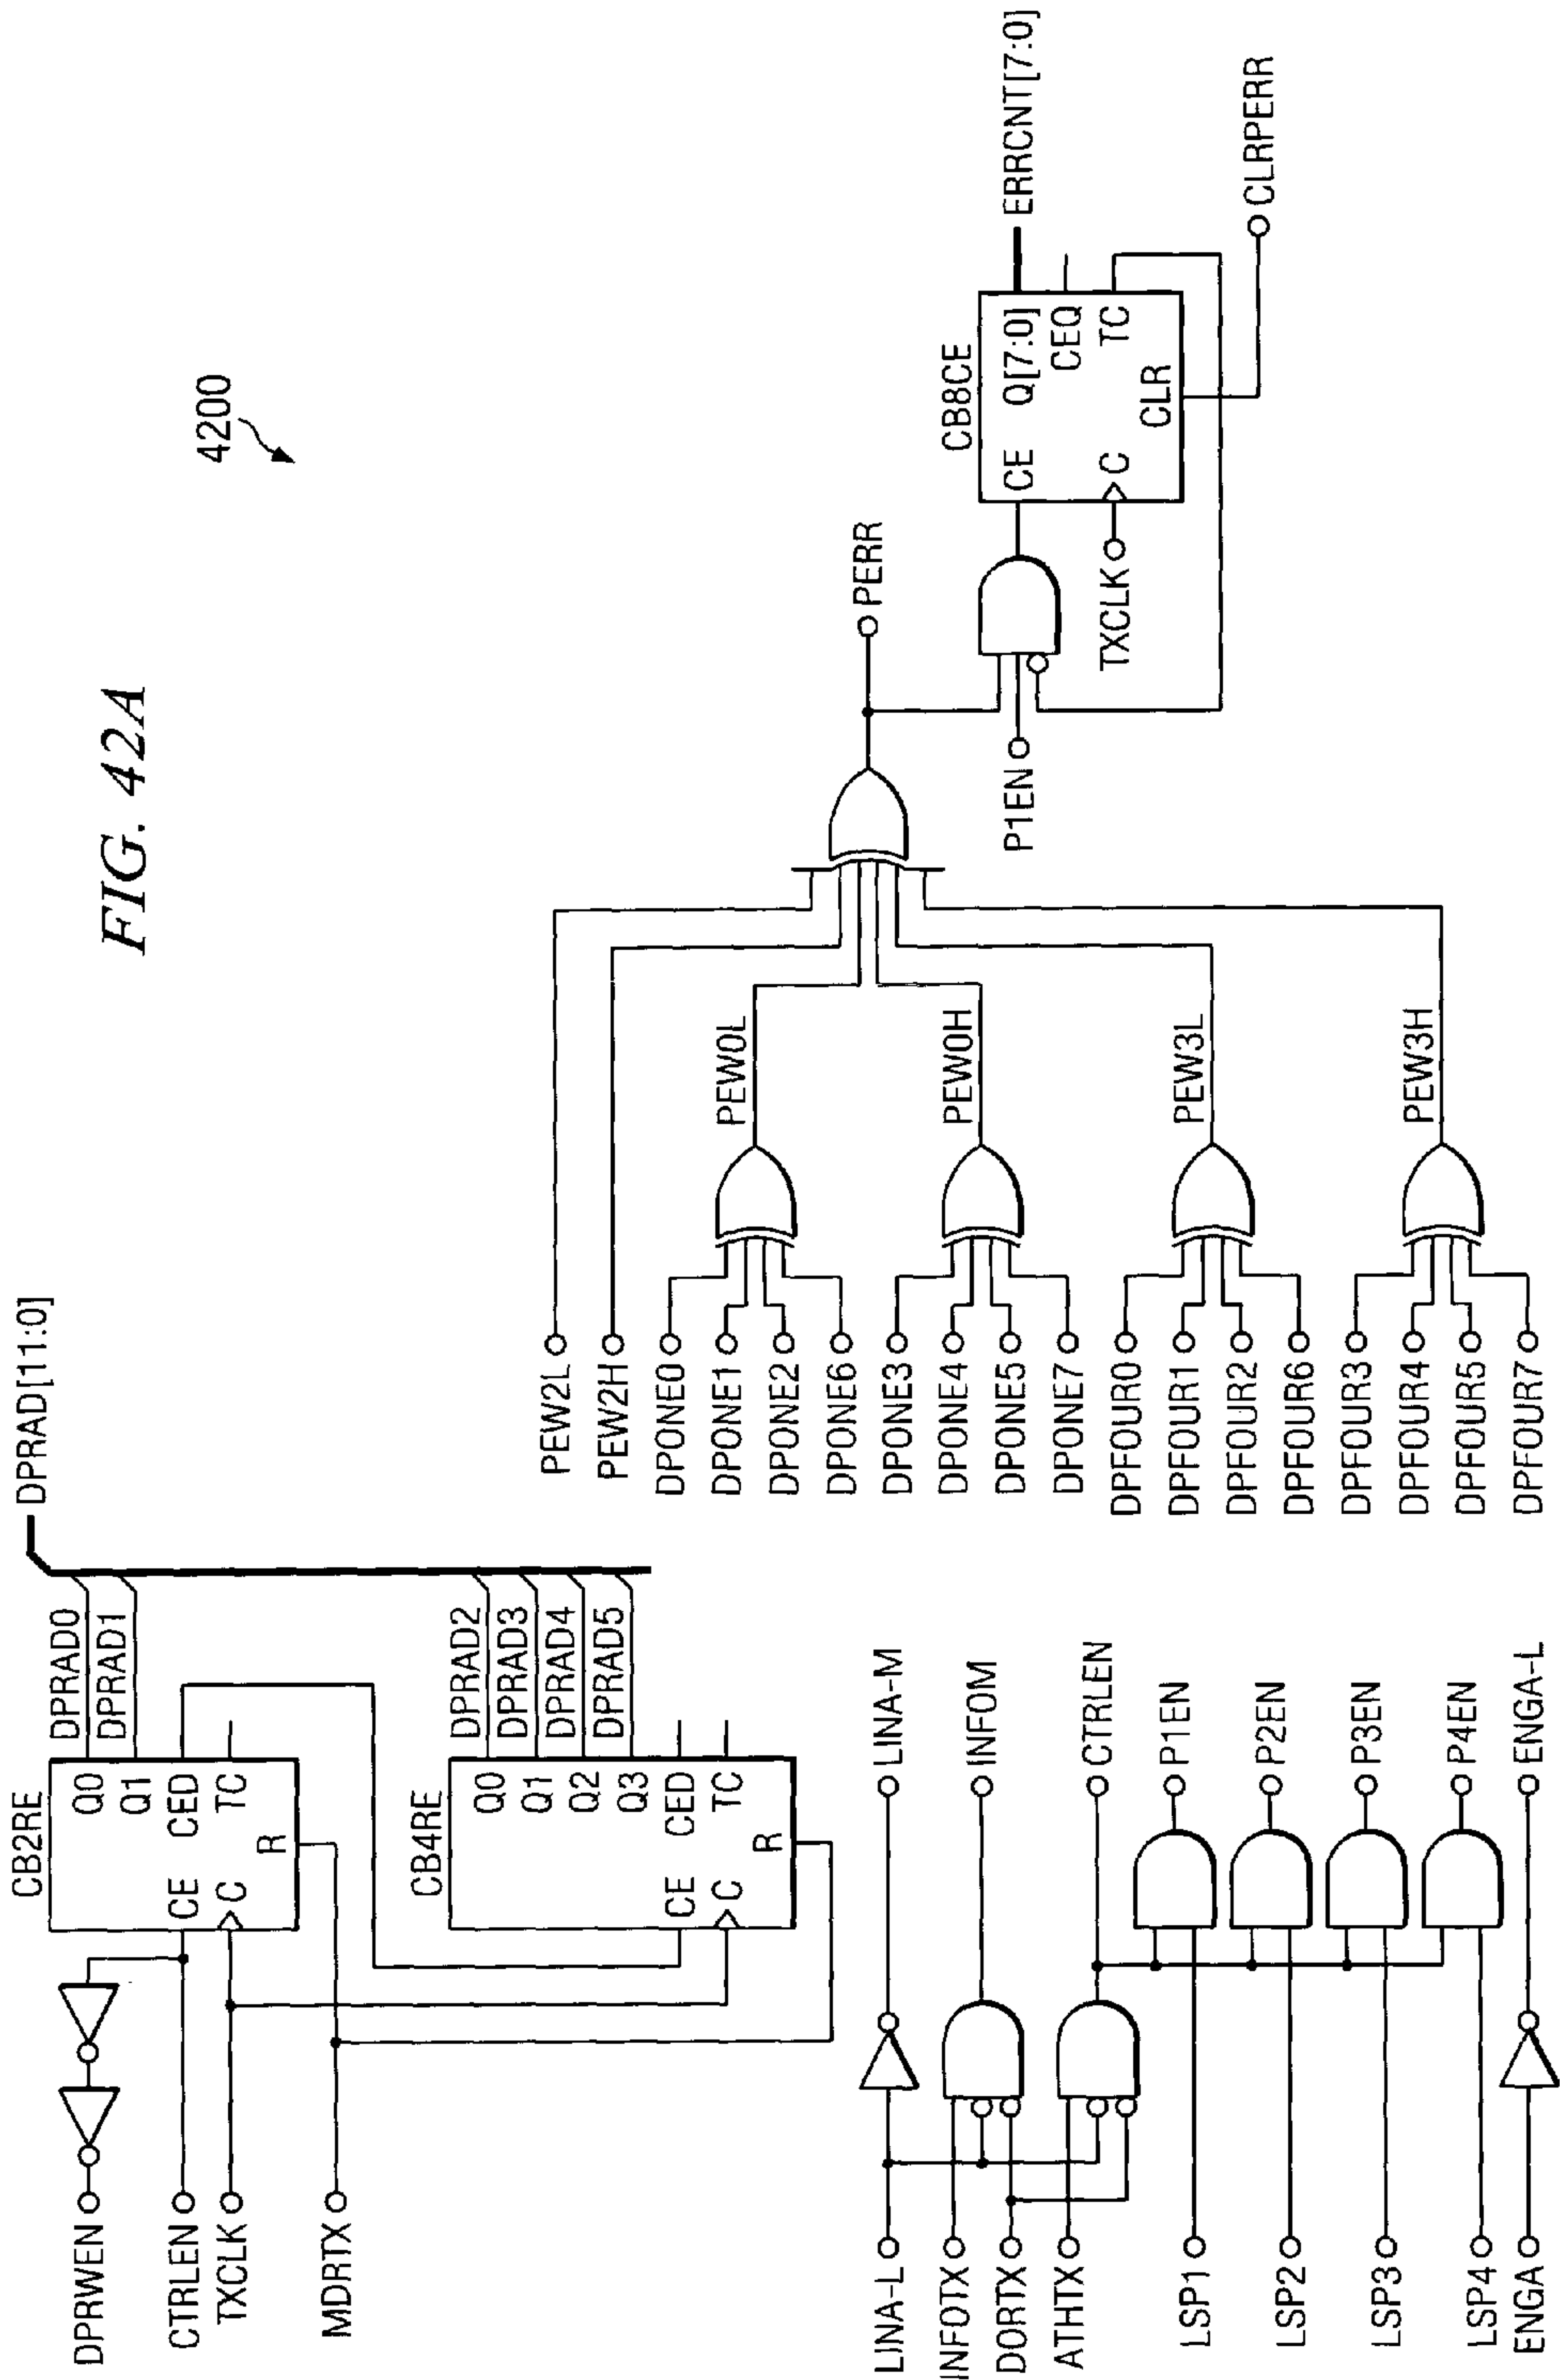 FIG. 42A
4200
CB2RE
CE
C
R
Q0
Q1
CED
TC
DPRAD0
DPRAD1
DPRAD[11:0]
DPRWEN
CTRLEN
TXCLK
MDRTX
CB4RE
CE
C
R
Q0
Q1
Q2
Q3
CED
TC
DPRAD2
DPRAD3
DPRAD4
DPRAD5
LINA-L
INFOTX
DORTX
ATHTX
LSP1
LSP2
LSP3
LSP4
ENGA
LINA-M
INFOM
CTRLEN
P1EN
P2EN
P3EN
P4EN
ENGA-L
PEW2L
PEW2H
DPONE0
DPONE1
DPONE2
DPONE6
DPONE3
DPONE4
DPONE5
DPONE7
DPFOUR0
DPFOUR1
DPFOUR2
DPFOUR6
DPFOUR3
DPFOUR4
DPFOUR5
DPFOUR7
PEW0L
PEW0H
PEW3L
PEW3H
PERR
P1EN
TXCLK
CB8CE
CE
C
Q[7:0]
CEQ
TC
CLR
ERRCNT[7:0]
CLRPERR